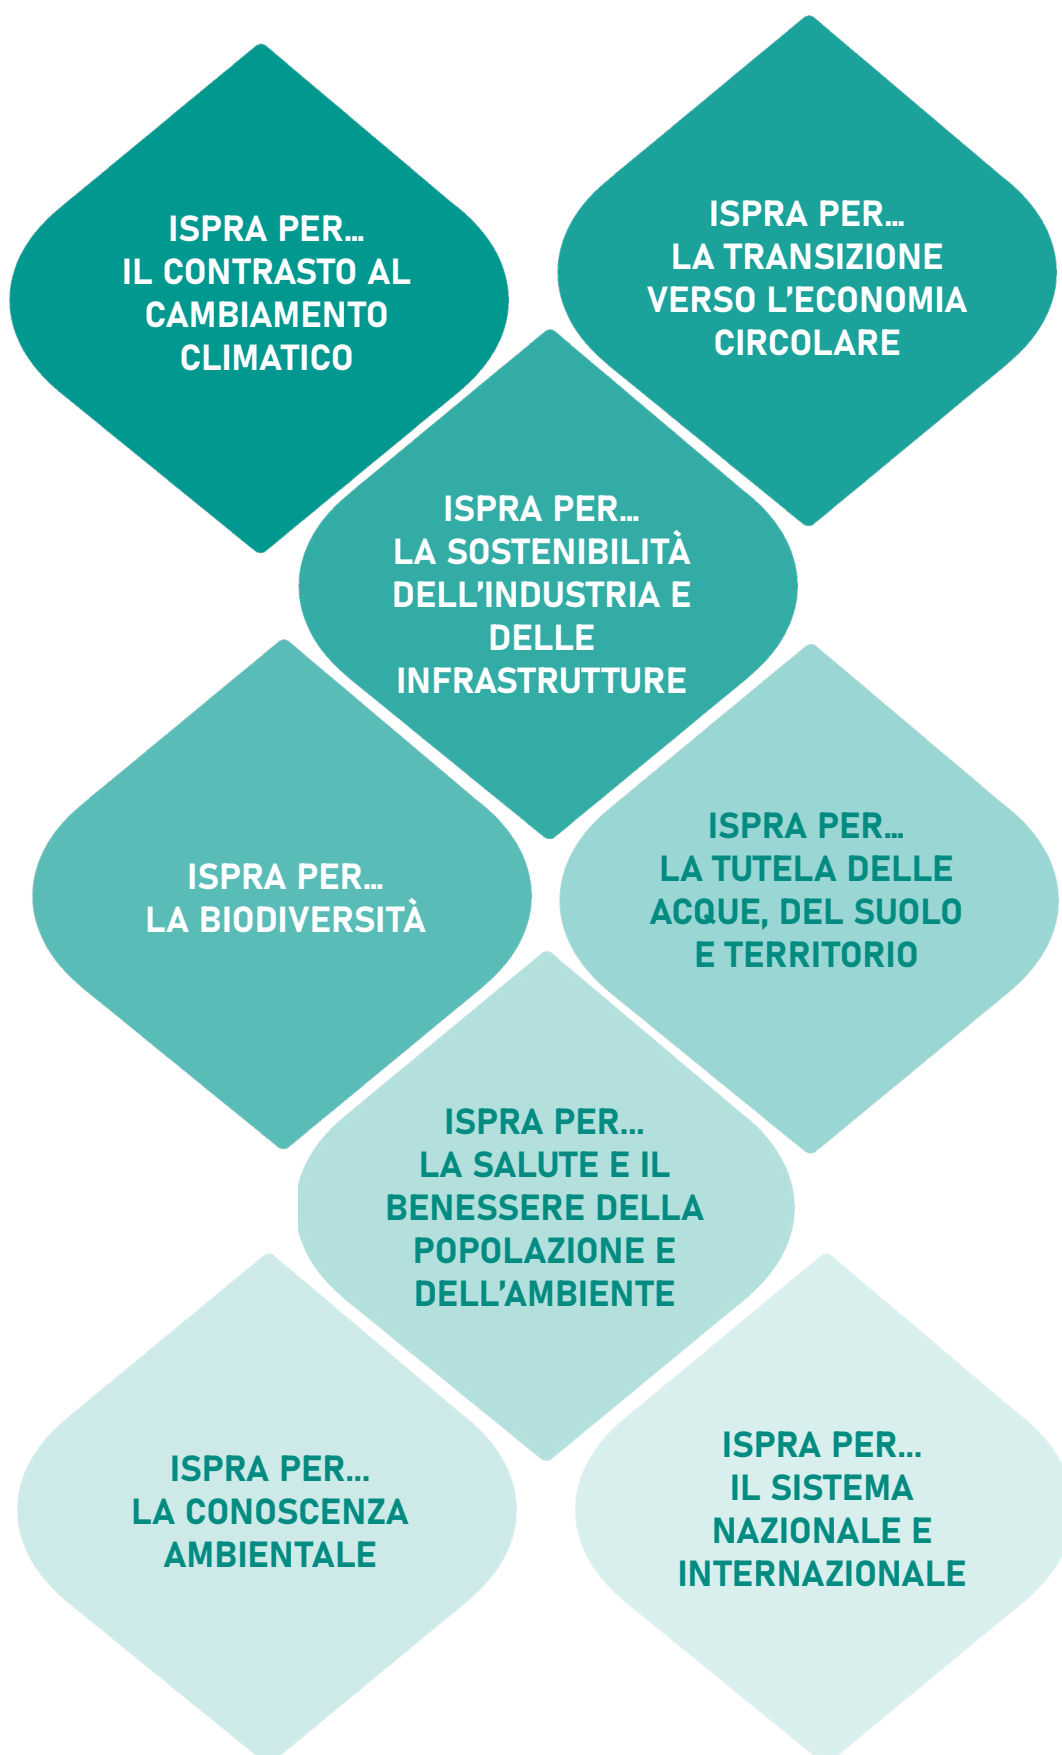 ISPRA PER...
IL CONTRASTO AL
CAMBIAMENTO
CLIMATICO
ISPRA PER...
LA TRANSIZIONE
VERSO L'ECONOMIA
CIRCOLARE
ISPRA PER...
LA SOSTENIBILITÀ
DELL'INDUSTRIA E
DELLE
INFRASTRUTTURE
ISPRA PER...
LA BIODIVERSITÀ
ISPRA PER...
LA TUTELA DELLE
ACQUE, DEL SUOLO
E TERRITORIO
ISPRA PER...
LA SALUTE E IL
BENESSERE DELLA
POPOLAZIONE E
DELL'AMBIENTE
ISPRA PER...
LA CONOSCENZA
AMBIENTALE
ISPRA PER...
IL SISTEMA
NAZIONALE E
INTERNAZIONALE